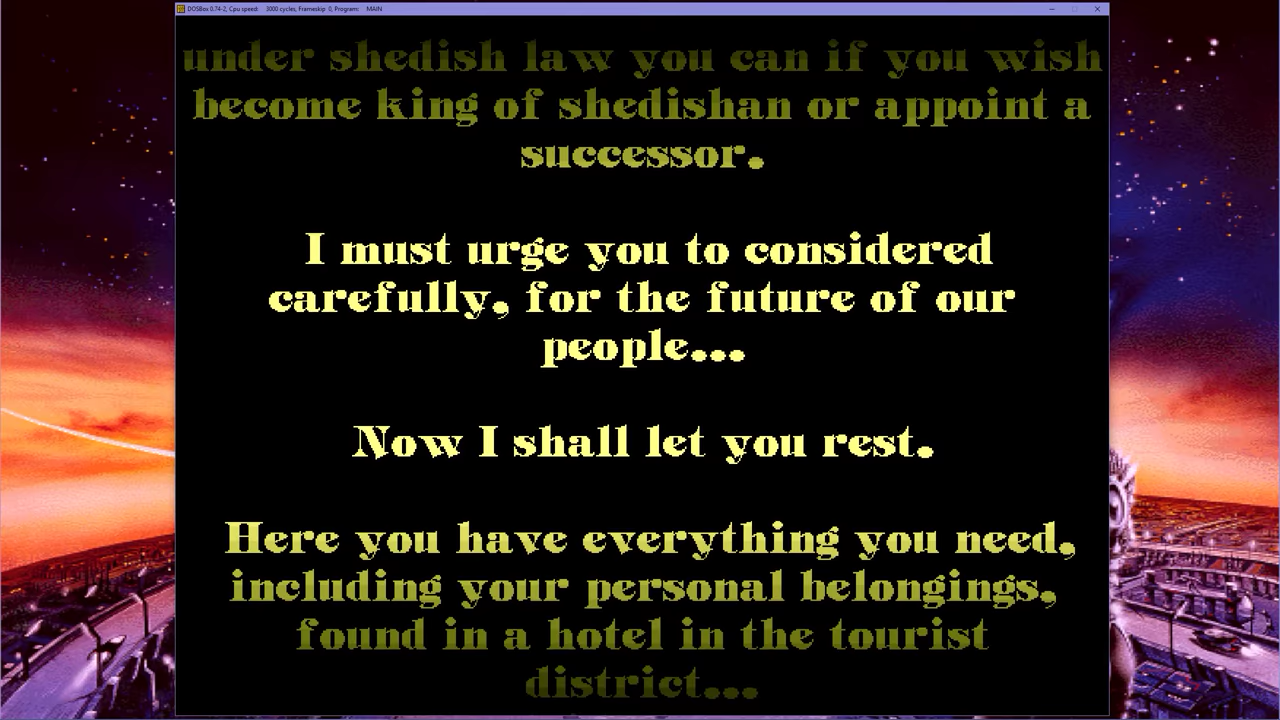 DOSBox 0.74-2, Cpu speed: 3000 cycles, Frameskip 0, Program: MAIN
under shedish law you can if you wish
become king of shedishan or appoint a
successor.
I must urge you to considered
carefully, for the future of our
people...
Now I shall let you rest.
Here you have everything you need,
including your personal belongings,
found in a hotel in the tourist
district...